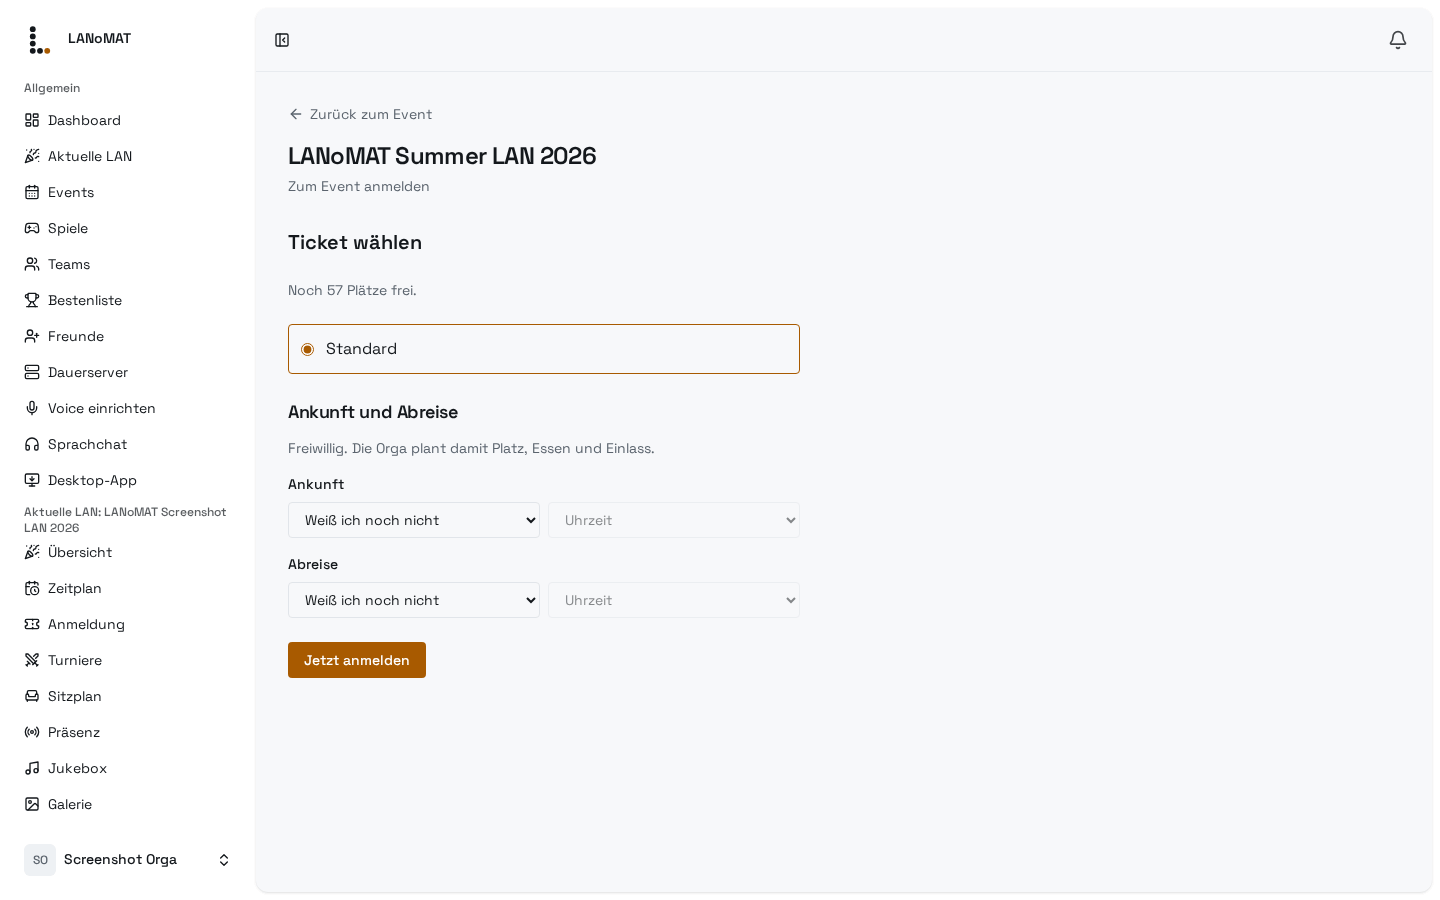 LANoMAT
Allgemein
Dashboard
Aktuelle LAN
Events
Spiele
Teams
Bestenliste
Freunde
Dauerserver
Voice einrichten
Sprachchat
Desktop-App
Aktuelle LAN: LANoMAT Screenshot
LAN 2026
Übersicht
Zeitplan
Anmeldung
Turniere
Sitzplan
Präsenz
Jukebox
Galerie
SO Screenshot Orga
Zurück zum Event
LANoMAT Summer LAN 2026
Zum Event anmelden
Ticket wählen
Noch 57 Plätze frei.
Standard
Ankunft und Abreise
Freiwillig. Die Orga plant damit Platz, Essen und Einlass.
Ankunft
Weiß ich noch nicht Uhrzeit
Abreise
Weiß ich noch nicht Uhrzeit
Jetzt anmelden